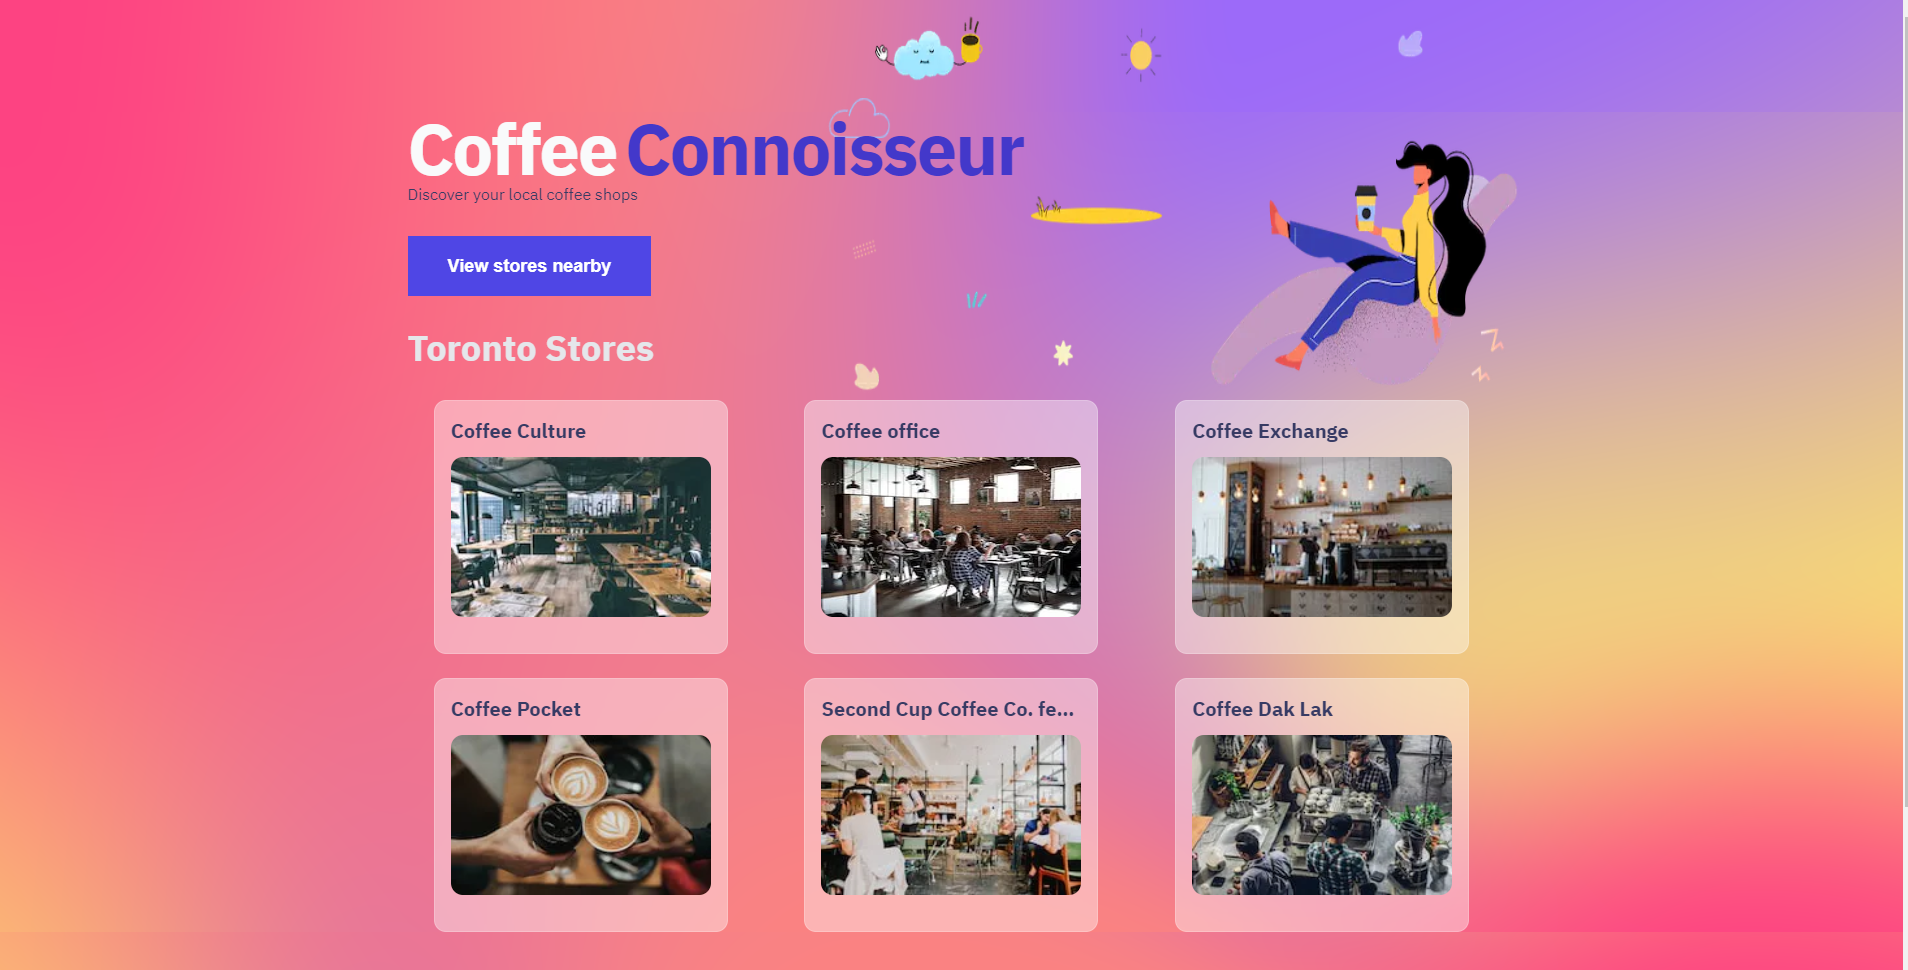 Coffee Connoisseur
Discover your local coffee shops
View stores nearby
Toronto Stores
Coffee Culture
Coffee office
Coffee Exchange
Coffee Pocket
Second Cup Coffee Co. fe...
Coffee Dak Lak